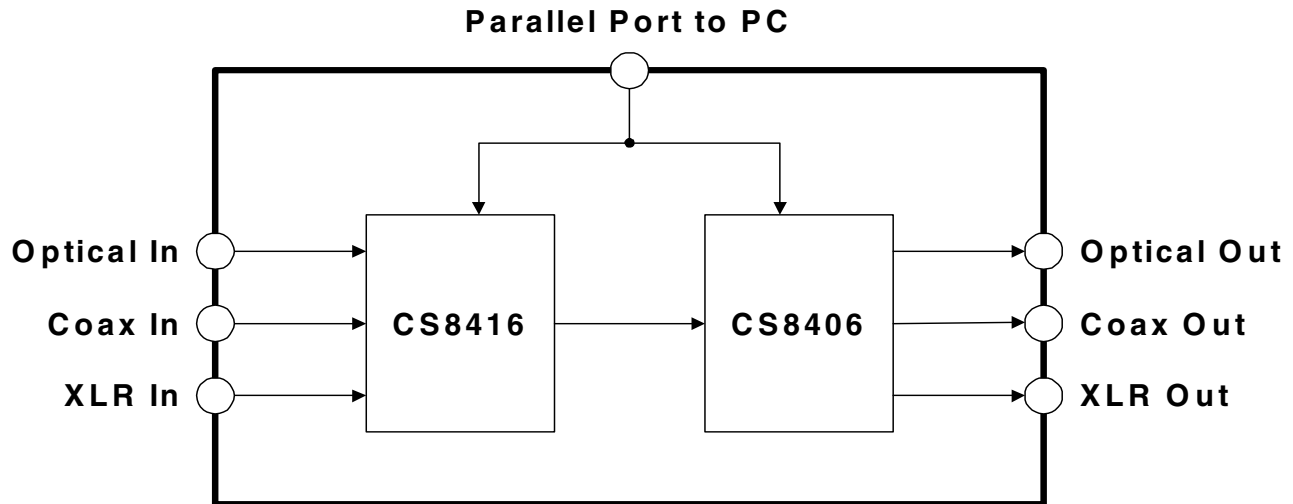 Parallel Port to PC
Optical In
Coax In
XLR In
CS8416
CS8406
Optical Out
Coax Out
XLR Out